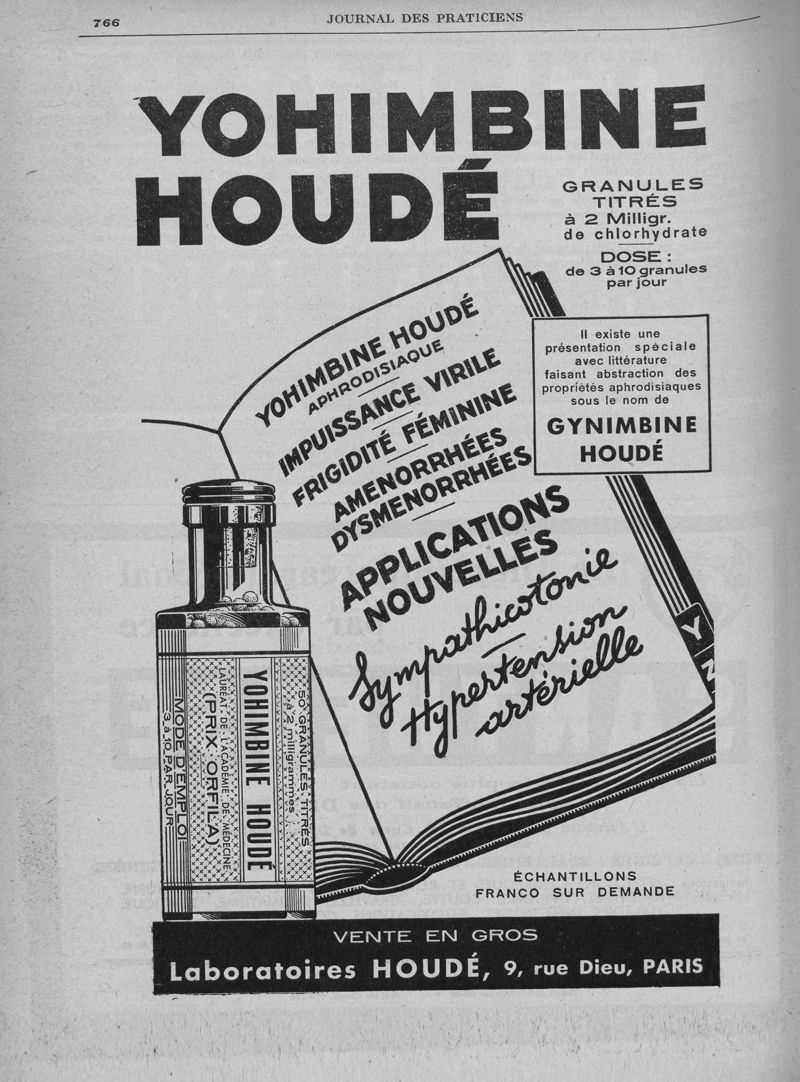 766
JOURNAL DES PRATICIENS
YOHIMBINE
HOUDÉ
GRANULES
TITRÉS
à 2 Milligr.
de chlorhydrate
DOSE :
de 3 à 10 granules
par jour
Il existe une
présentation spéciale
avec littérature
faisant abstraction des
propriétés aphrodisiaques
sous le nom de
GYNIMBINE
HOUDÉ
YOHIMBINE HOUDÉ
APHRODISIAQUE
IMPUISSANCE VIRILE
FRIGIDITÉ FÉMININE
AMENORRHÉES
DYSMENORRHÉES
APPLICATIONS
NOUVELLES
Sympathicotonie
Hypertension
artérielle
Y
Z
50 GRANULES TITRÉS
à 2 milligrammes
YOHIMBINE HOUDÉ
LAURÉAT DE L'ACADÉMIE DE MÉDECINE
(PRIX ORFILA)
MODE D'EMPLOI
3 à 10 PAR JOUR
ÉCHANTILLONS
FRANCO SUR DEMANDE
VENTE EN GROS
Laboratoires HOUDÉ, 9, rue Dieu, PARIS